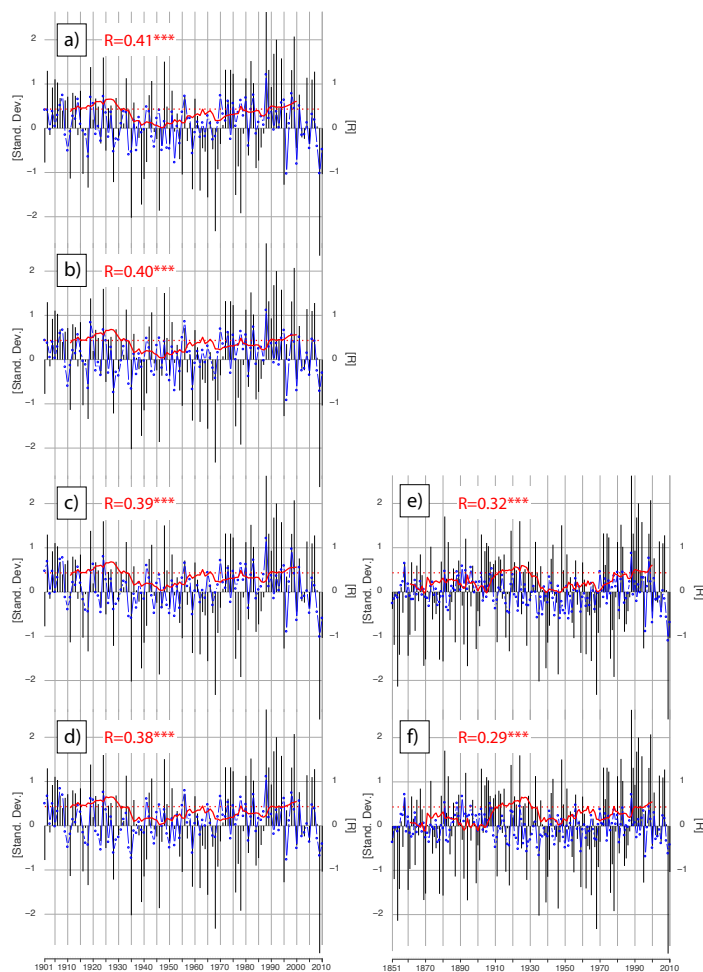 a) R=0.41***
2
1
0
−1
−2
1
0
−1
[Stand. Dev.]
[R]
b) R=0.40***
2
1
0
−1
−2
1
0
−1
[Stand. Dev.]
[R]
c) R=0.39***
2
1
0
−1
−2
1
0
−1
[Stand. Dev.]
[R]
d) R=0.38***
2
1
0
−1
−2
1
0
−1
[Stand. Dev.]
[R]
1901 1910 1920 1930 1940 1950 1960 1970 1980 1990 2000 2010
e) R=0.32***
2
1
0
−1
−2
1
0
−1
[Stand. Dev.]
[R]
f) R=0.29***
2
1
0
−1
−2
1
0
−1
[Stand. Dev.]
[R]
1851 1870 1890 1910 1930 1950 1970 1990 2010